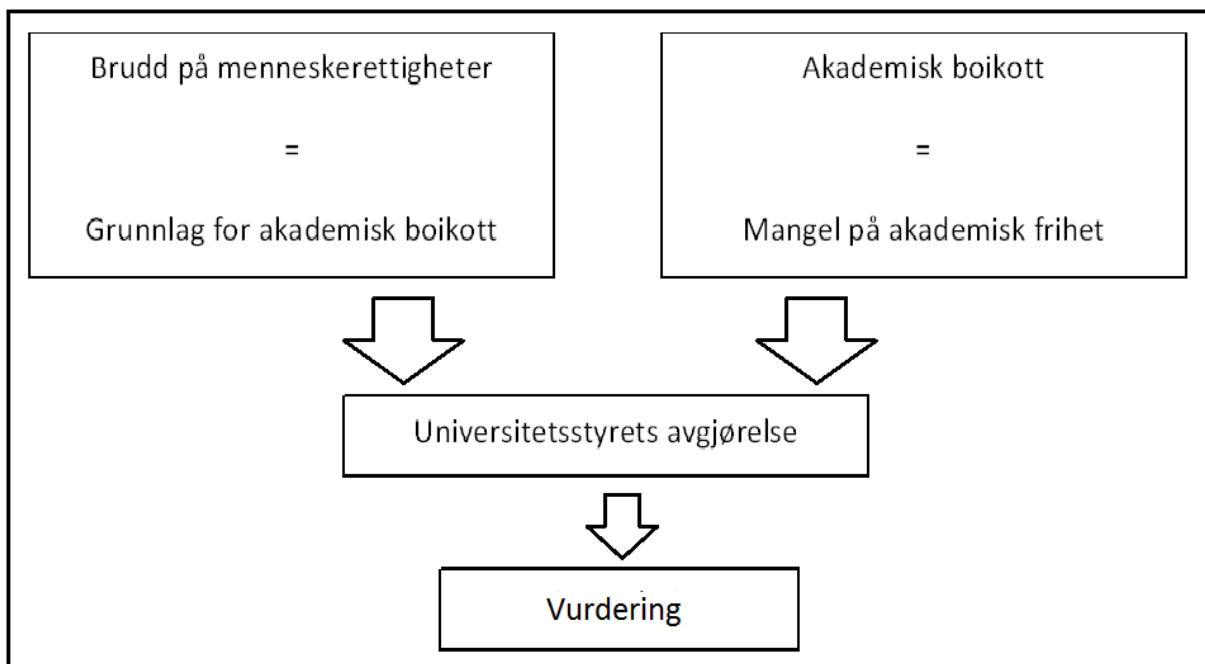 Brudd på menneskerettigheter
=
Grunnlag for akademisk boikott
Akademisk boikott
=
Mangel på akademisk frihet
Universitetsstyrets avgjørelse
Vurdering